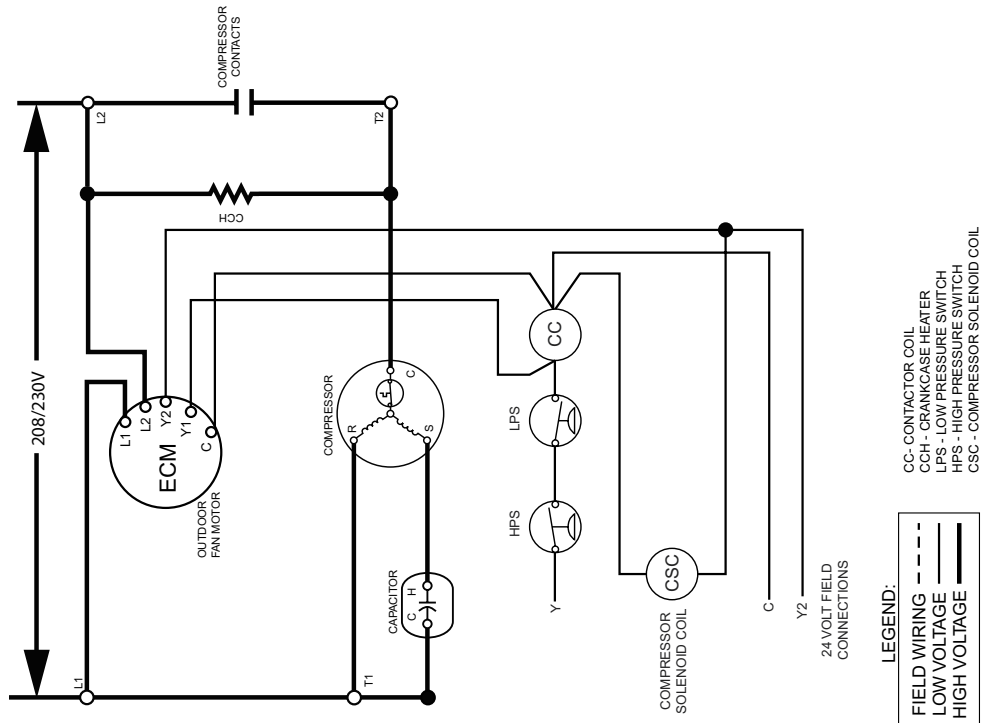 208/230V
L1
L2
L1
L2
Y2
Y1
C
ECM
OUTDOOR
FAN MOTOR
CCH
COMPRESSOR
CONTACTS
T2
T1
COMPRESSOR
R
S
C
CAPACITOR
C
H
Y
HPS
LPS
CC
CSC
COMPRESSOR
SOLENOID COIL
C
Y2
24 VOLT FIELD
CONNECTIONS
LEGEND:
FIELD WIRING
LOW VOLTAGE
HIGH VOLTAGE
CC- CONTACTOR COIL
CCH - CRANKCASE HEATER
LPS - LOW PRESSURE SWITCH
HPS - HIGH PRESSURE SWITCH
CSC - COMPRESSOR SOLENOID COIL